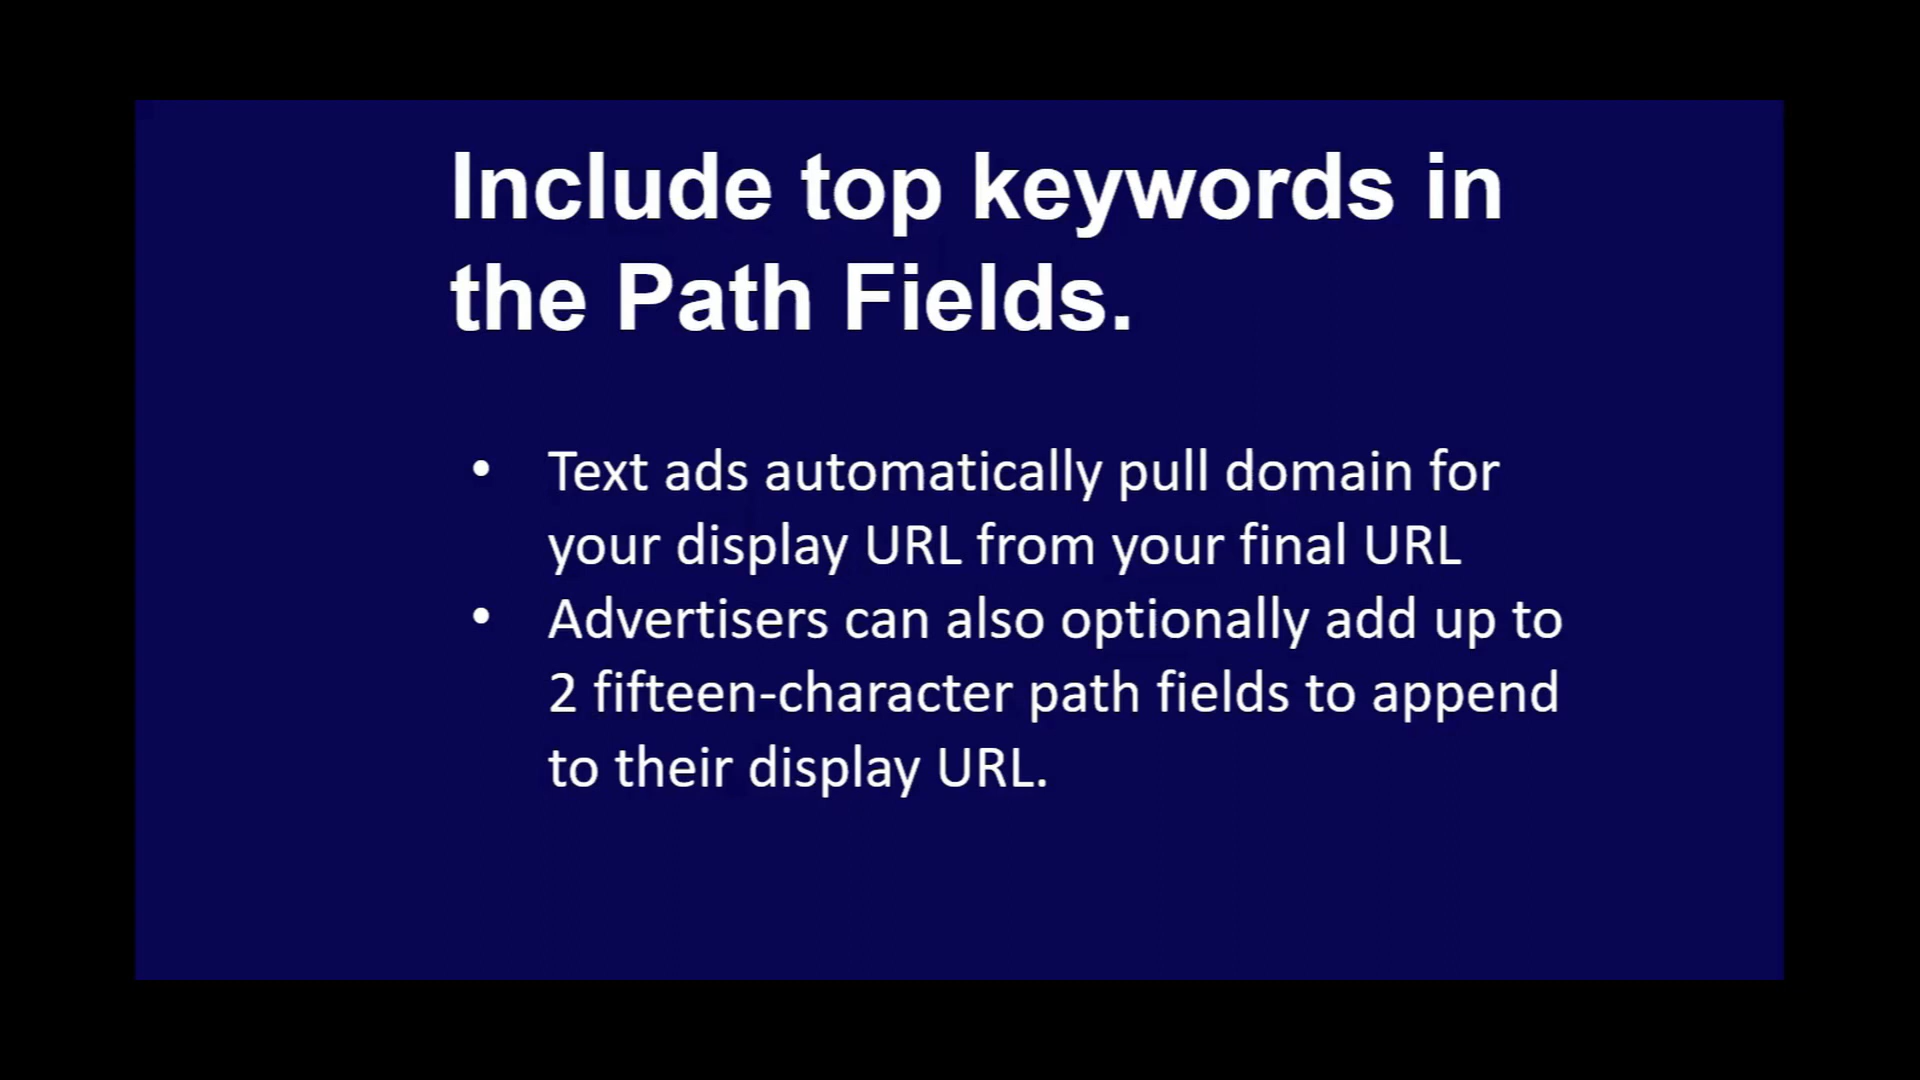 Include top keywords in
the Path Fields.
• Text ads automatically pull domain for
your display URL from your final URL
• Advertisers can also optionally add up to
2 fifteen-character path fields to append
to their display URL.